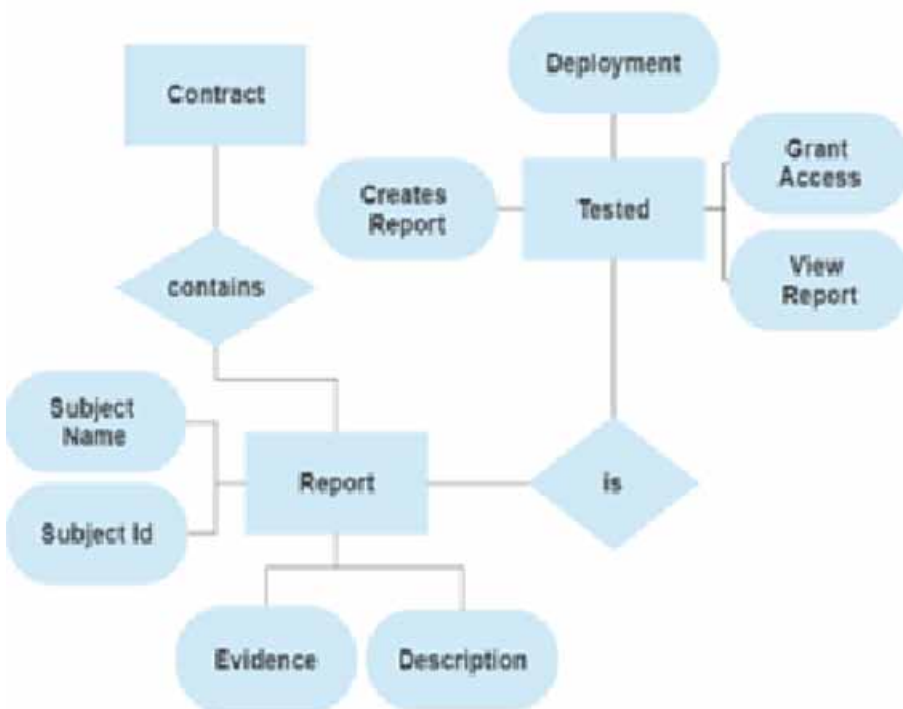 Deployment
Contract
Grant
Access
Creates
Report
Tested
View
Report
contains
Subject
Name
Report
is
Subject Id
Evidence
Description